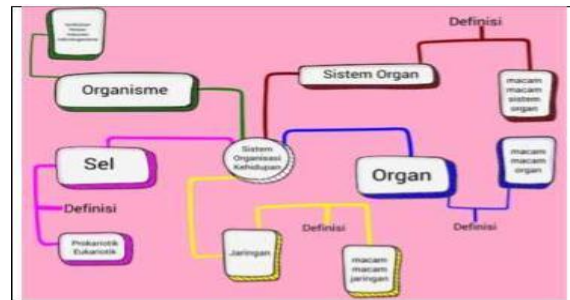 Definisi
Organisme
Sistem Organ
macam
macam
sistem
organ
Sistem
Organisasi
Kehidupan
Sel
Organ
macam
macam
organ
Definisi
Definisi
Definisi
Prokariotik
Eukariotik
Jaringan
macam
macam
jaringan